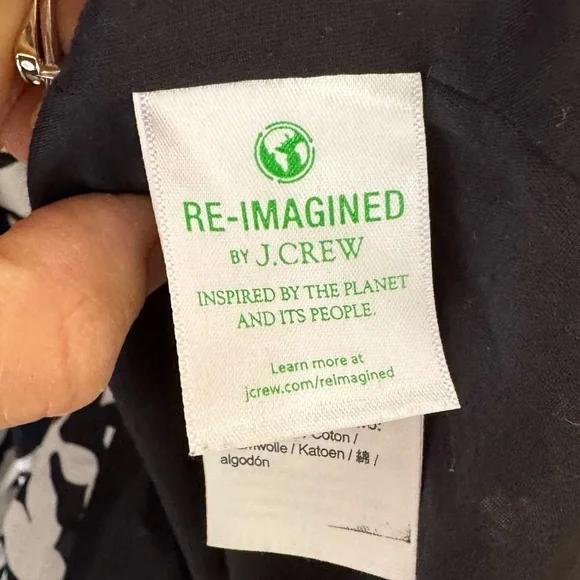 RE-IMAGINED
BY J.CREW
INSPIRED BY THE PLANET
AND ITS PEOPLE.
Learn more at
jcrew.com/reimagined
/ Coton /
/ Katoen / 綿 /
algodón